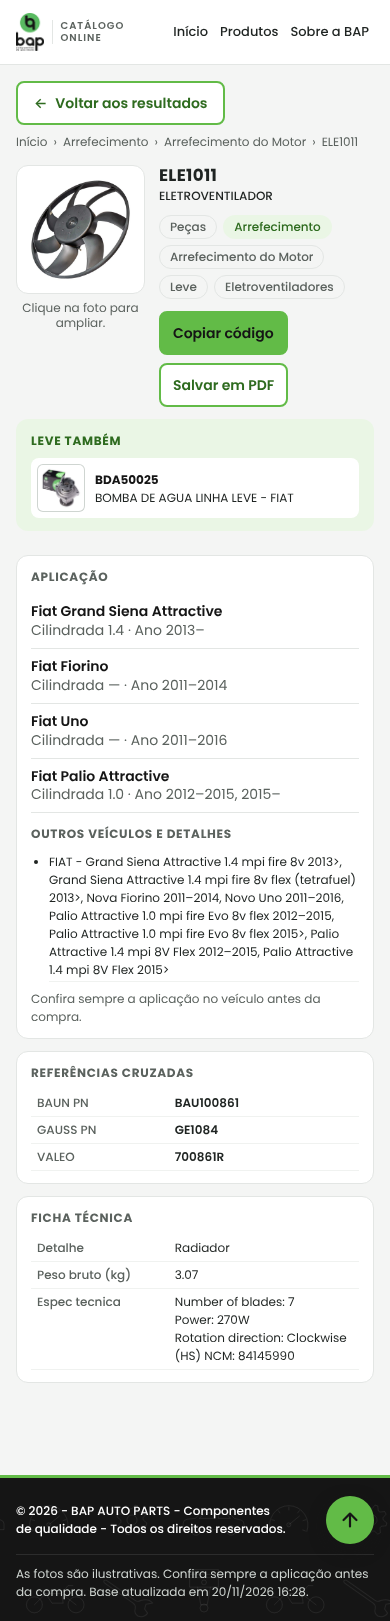 bap
CATÁLOGO
ONLINE
Início Produtos Sobre a BAP
← Voltar aos resultados
Início › Arrefecimento › Arrefecimento do Motor › ELE1011
ELE1011
ELETROVENTILADOR
Peças Arrefecimento
Arrefecimento do Motor
Leve Eletroventiladores
Clique na foto para
ampliar.
Copiar código
Salvar em PDF
LEVE TAMBÉM
BDA50025
BOMBA DE AGUA LINHA LEVE - FIAT
APLICAÇÃO
Fiat Grand Siena Attractive
Cilindrada 1.4 · Ano 2013–
Fiat Fiorino
Cilindrada — · Ano 2011–2014
Fiat Uno
Cilindrada — · Ano 2011–2016
Fiat Palio Attractive
Cilindrada 1.0 · Ano 2012–2015, 2015–
OUTROS VEÍCULOS E DETALHES
• FIAT - Grand Siena Attractive 1.4 mpi fire 8v 2013>,
Grand Siena Attractive 1.4 mpi fire 8v flex (tetrafuel)
2013>, Nova Fiorino 2011–2014, Novo Uno 2011–2016,
Palio Attractive 1.0 mpi fire Evo 8v flex 2012–2015,
Palio Attractive 1.0 mpi fire Evo 8v flex 2015>, Palio
Attractive 1.4 mpi 8V Flex 2012–2015, Palio Attractive
1.4 mpi 8V Flex 2015>
Confira sempre a aplicação no veículo antes da
compra.
REFERÊNCIAS CRUZADAS
BAUN PN BAU100861
GAUSS PN GE1084
VALEO 700861R
FICHA TÉCNICA
Detalhe Radiador
Peso bruto (kg) 3.07
Espec tecnica Number of blades: 7
Power: 270W
Rotation direction: Clockwise
(HS) NCM: 84145990
© 2026 - BAP AUTO PARTS - Componentes
de qualidade - Todos os direitos reservados.
As fotos são ilustrativas. Confira sempre a aplicação antes
da compra. Base atualizada em 20/11/2026 16:28.